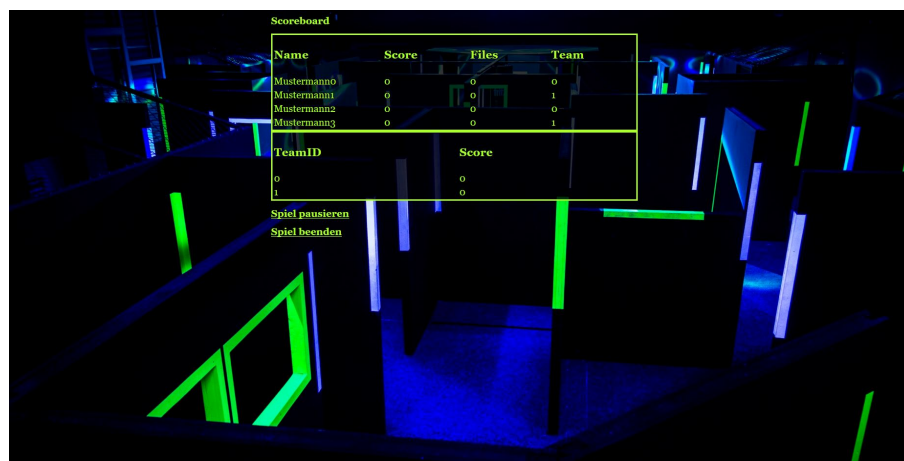 Scoreboard
Name Score Files Team
Mustermann0 0 0 0
Mustermann1 0 0 1
Mustermann2 0 0 0
Mustermann3 0 0 1
TeamID Score
0 0
1 0
Spiel pausieren
Spiel beenden